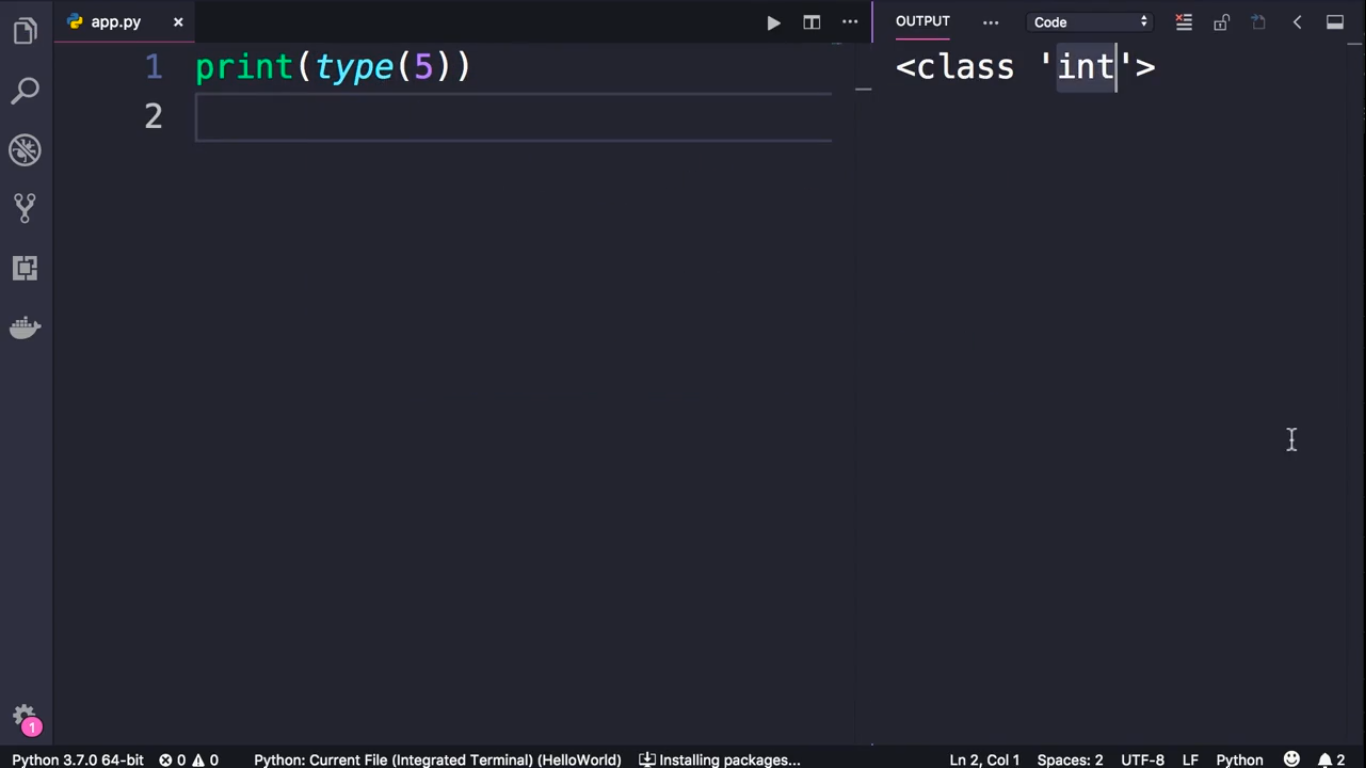 app.py
OUTPUT
Code
1 print(type(5))
2
<class 'int'>
1
Python 3.7.0 64-bit 0 0 Python: Current File (Integrated Terminal) (HelloWorld) Installing packages... Ln 2, Col 1 Spaces: 2 UTF-8 LF Python 2